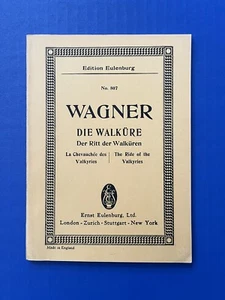 Edition Eulenburg
No. 807
WAGNER
DIE WALKÜRE
Der Ritt der Walküren
La Chevauchée des Valkyries
The Ride of the Valkyries
Ernst Eulenburg, Ltd.
London - Zurich - Stuttgart - New York
Made in England